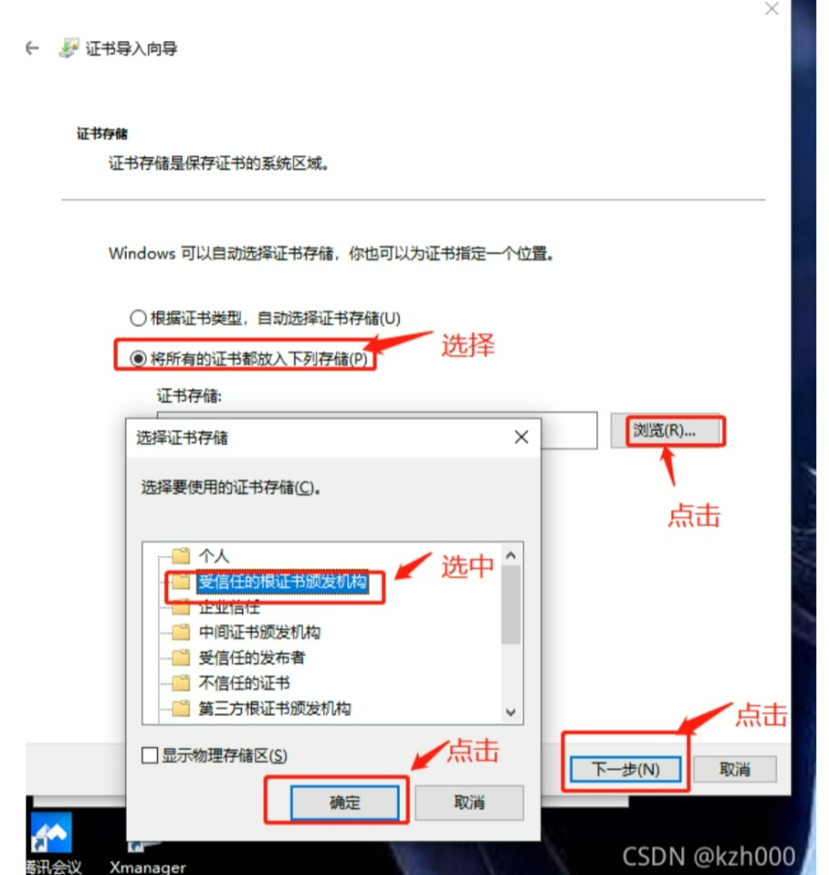 证书导入向导
证书存储
证书存储是保存证书的系统区域。
Windows 可以自动选择证书存储，你也可以为证书指定一个位置。
根据证书类型，自动选择证书存储(U)
将所有的证书都放入下列存储(P)
选择
证书存储:
浏览(R)...
点击
选择证书存储
选择要使用的证书存储(C)。
个人
受信任的根证书颁发机构
选中
企业信任
中间证书颁发机构
受信任的发布者
不信任的证书
第三方根证书颁发机构
显示物理存储区(S)
点击
确定
取消
点击
下一步(N)
取消
腾讯会议
Xmanager
CSDN @kzh000